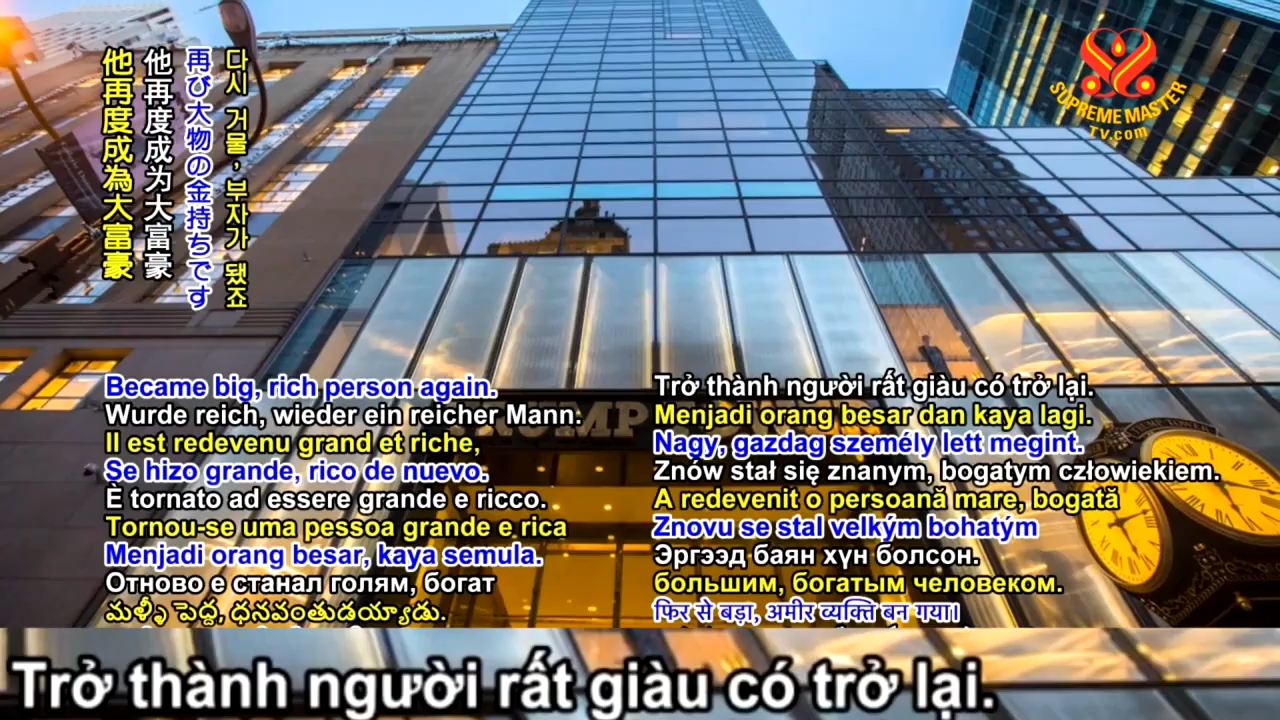 다시 거물, 부자가 됐죠
再び大物の金持ちです
他再度成为大富豪
他再度成為大富豪
SUPREME MASTER
TV.com
Became big, rich person again.
Wurde reich, wieder ein reicher Mann.
Il est redevenu grand et riche,
Se hizo grande, rico de nuevo.
È tornato ad essere grande e ricco.
Tornou-se uma pessoa grande e rica
Menjadi orang besar, kaya semula.
Отново е станал голям, богат
మళ్ళీ పెద్ద, ధనవంతుడయ్యాడు.
Trở thành người rất giàu có trở lại.
Menjadi orang besar dan kaya lagi.
Nagy, gazdag személy lett megint.
Znów stał się znanym, bogatym człowiekiem.
A redevenit o persoană mare, bogată
Znovu se stal velkým bohatým
Эргээд баян хүн болсон.
большим, богатым человеком.
फिर से बड़ा, अमीर व्यक्ति बन गया।
TRUMP
Trở thành người rất giàu có trở lại.